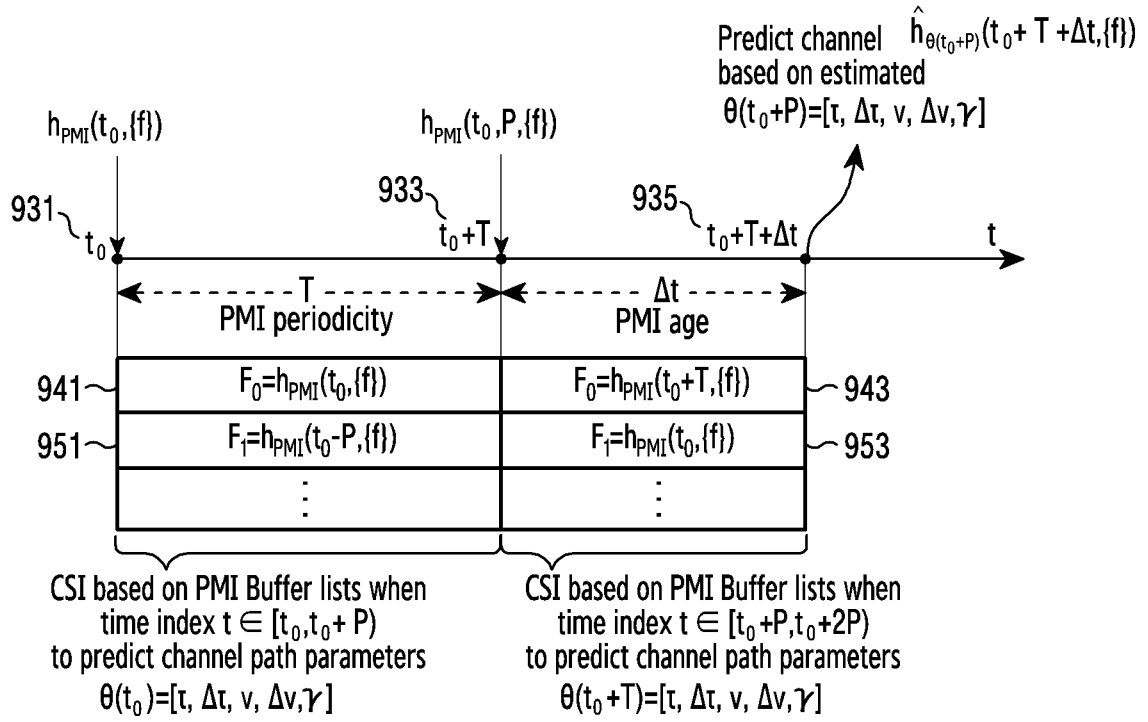 Predict channel ĥθ(t₀+P)(t₀+ T +Δt,{f})
based on estimated
θ(t₀+P)=[τ, Δτ, v, Δv,γ]
hPMI(t₀,{f})
hPMI(t₀,P,{f})
931
933
935
t₀
t₀+T
t₀+T+Δt
t
T
Δt
PMI periodicity
PMI age
941
F₀=hPMI(t₀,{f})
F₀=hPMI(t₀+T,{f})
943
951
F₁=hPMI(t₀-P,{f})
F₁=hPMI(t₀,{f})
953
⋮
⋮
CSI based on PMI Buffer lists when
time index t ∈ [t₀,t₀+ P)
to predict channel path parameters
θ(t₀)=[τ, Δτ, v, Δv,γ]
CSI based on PMI Buffer lists when
time index t ∈ [t₀+P,t₀+2P)
to predict channel path parameters
θ(t₀+T)=[τ, Δτ, v, Δv,γ]